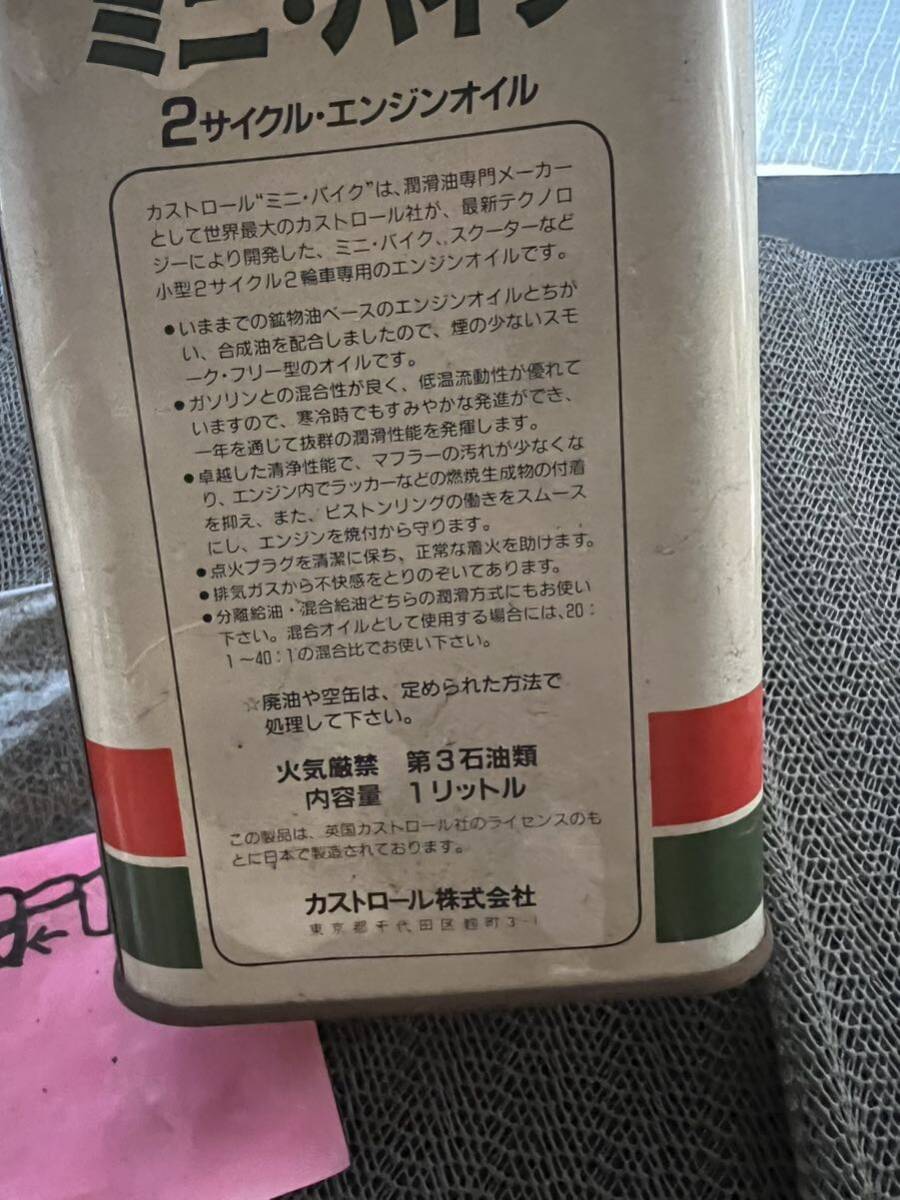 ミニ・バイク
2サイクル・エンジンオイル
カストロール“ミニ・バイク”は、潤滑油専門メーカー
として世界最大のカストロール社が、最新テクノロ
ジーにより開発した、ミニ・バイク、スクーターなど
小型2サイクル2輪車専用のエンジンオイルです。
●いままでの鉱物油ベースのエンジンオイルとちが
い、合成油を配合しましたので、煙の少ないスモ
ーク・フリー型のオイルです。
●ガソリンとの混合性が良く、低温流動性が優れて
いますので、寒冷時でもすみやかな発進ができ、
一年を通じて抜群の潤滑性能を発揮します。
●卓越した清浄性能で、マフラーの汚れが少なくな
り、エンジン内でラッカーなどの燃焼生成物の付着
を抑え、また、ピストンリングの働きをスムース
にし、エンジンを焼付から守ります。
●点火プラグを清潔に保ち、正常な着火を助けます。
●排気ガスから不快感をとりのぞいてあります。
●分離給油・混合給油どちらの潤滑方式にもお使い
下さい。混合オイルとして使用する場合には、20:
1〜40:1の混合比でお使い下さい。
☆廃油や空缶は、定められた方法で
処理して下さい。
火気厳禁 第3石油類
内容量 1リットル
この製品は、英国カストロール社のライセンスのも
とに日本で製造されております。
カストロール株式会社
東京都千代田区麹町3-1